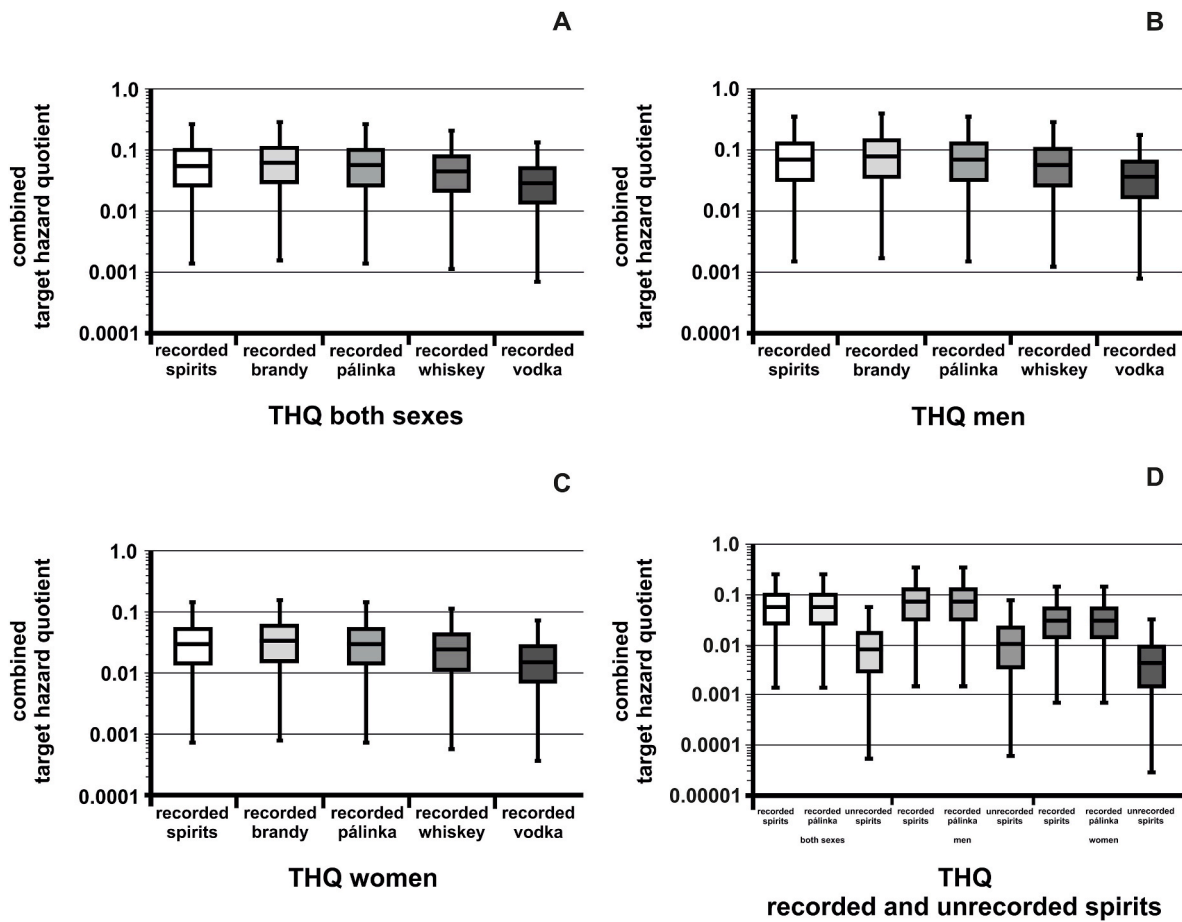 A
combined
target hazard quotient
1.0
0.1
0.01
0.001
0.0001
recorded recorded recorded recorded recorded
spirits brandy pálinka whiskey vodka
THQ both sexes
B
combined
target hazard quotient
1.0
0.1
0.01
0.001
0.0001
recorded recorded recorded recorded recorded
spirits brandy pálinka whiskey vodka
THQ men
C
combined
target hazard quotient
1.0
0.1
0.01
0.001
0.0001
recorded recorded recorded recorded recorded
spirits brandy pálinka whiskey vodka
THQ women
D
combined
target hazard quotient
1.0
0.1
0.01
0.001
0.0001
0.00001
recorded recorded unrecorded recorded recorded unrecorded recorded recorded unrecorded
spirits pálinka spirits spirits pálinka spirits spirits pálinka spirits
both sexes men women
THQ
recorded and unrecorded spirits